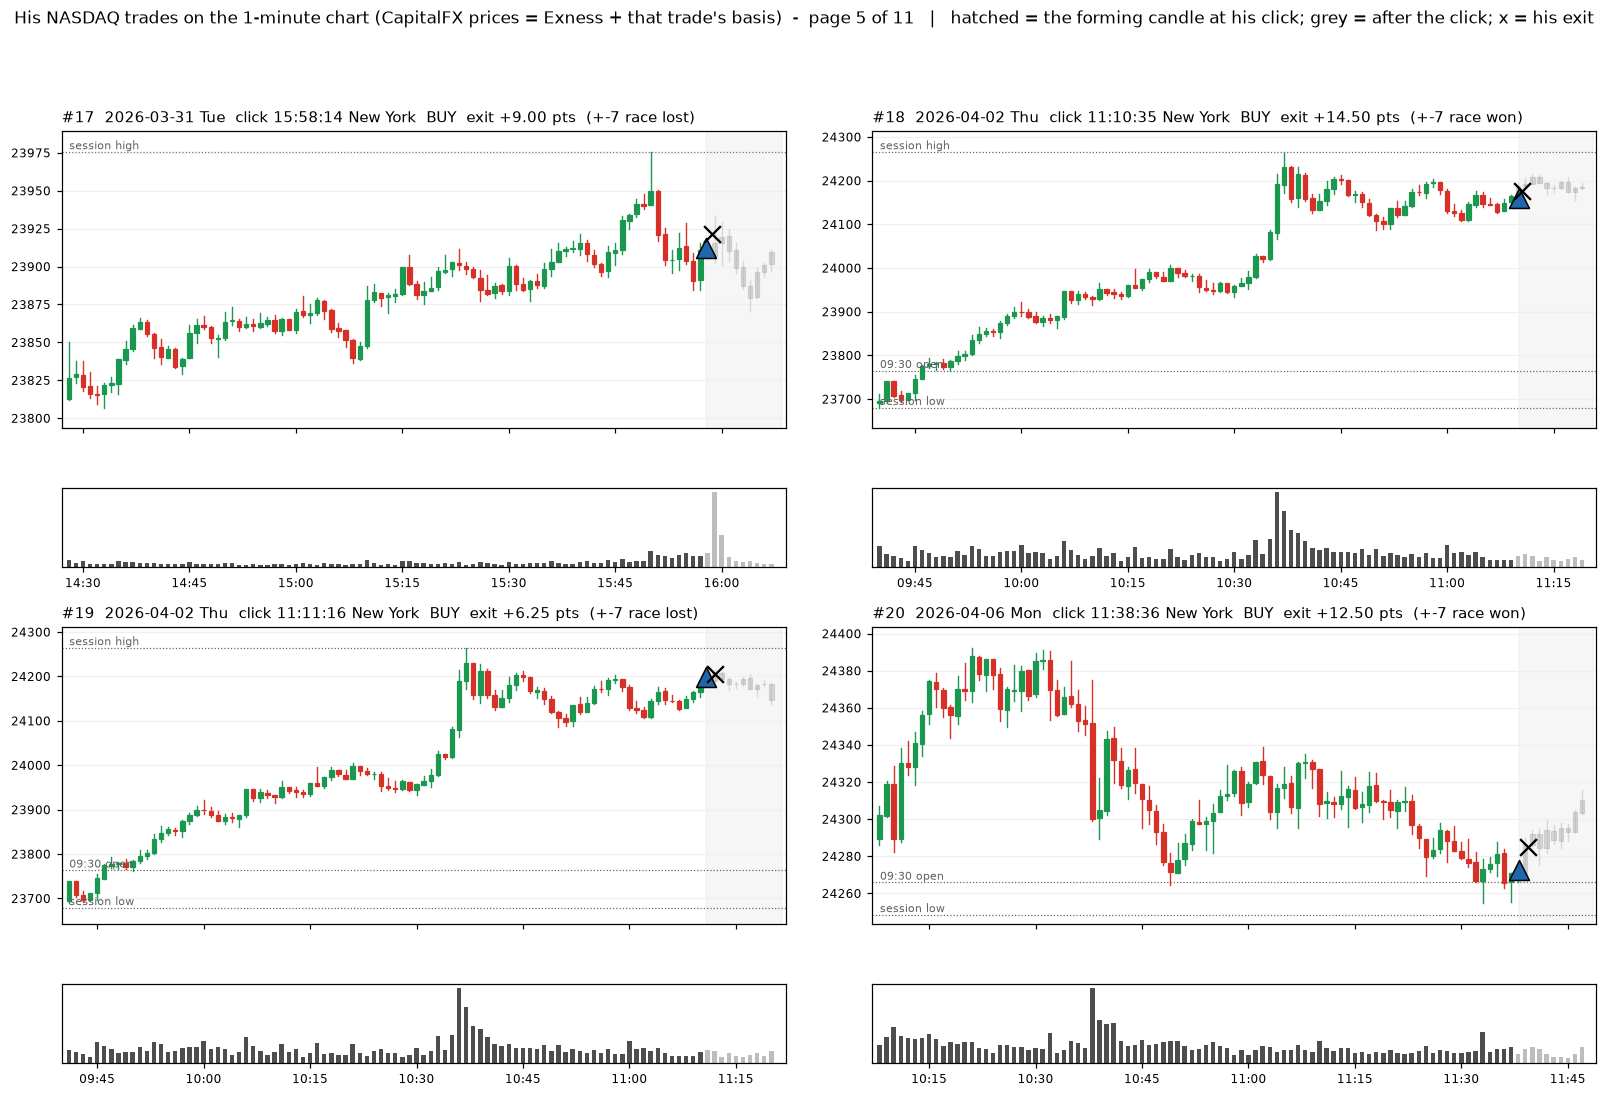 His NASDAQ trades on the 1-minute chart (CapitalFX prices = Exness + that trade's basis)  -  page 5 of 11   |   hatched = the forming candle at his click; grey = after the click; x = his exit
#17  2026-03-31 Tue  click 15:58:14 New York  BUY  exit +9.00 pts  (+-7 race lost)
session high
23975
23950
23925
23900
23875
23850
23825
23800
14:30 14:45 15:00 15:15 15:30 15:45 16:00
#18  2026-04-02 Thu  click 11:10:35 New York  BUY  exit +14.50 pts  (+-7 race won)
24300
session high
24200
24100
24000
23900
23800
09:30 open
session low
23700
09:45 10:00 10:15 10:30 10:45 11:00 11:15
#19  2026-04-02 Thu  click 11:11:16 New York  BUY  exit +6.25 pts  (+-7 race lost)
24300
session high
24200
24100
24000
23900
23800
09:30 open
session low
23700
09:45 10:00 10:15 10:30 10:45 11:00 11:15
#20  2026-04-06 Mon  click 11:38:36 New York  BUY  exit +12.50 pts  (+-7 race won)
24400
24380
24360
24340
24320
24300
24280
09:30 open
24260
session low
10:15 10:30 10:45 11:00 11:15 11:30 11:45